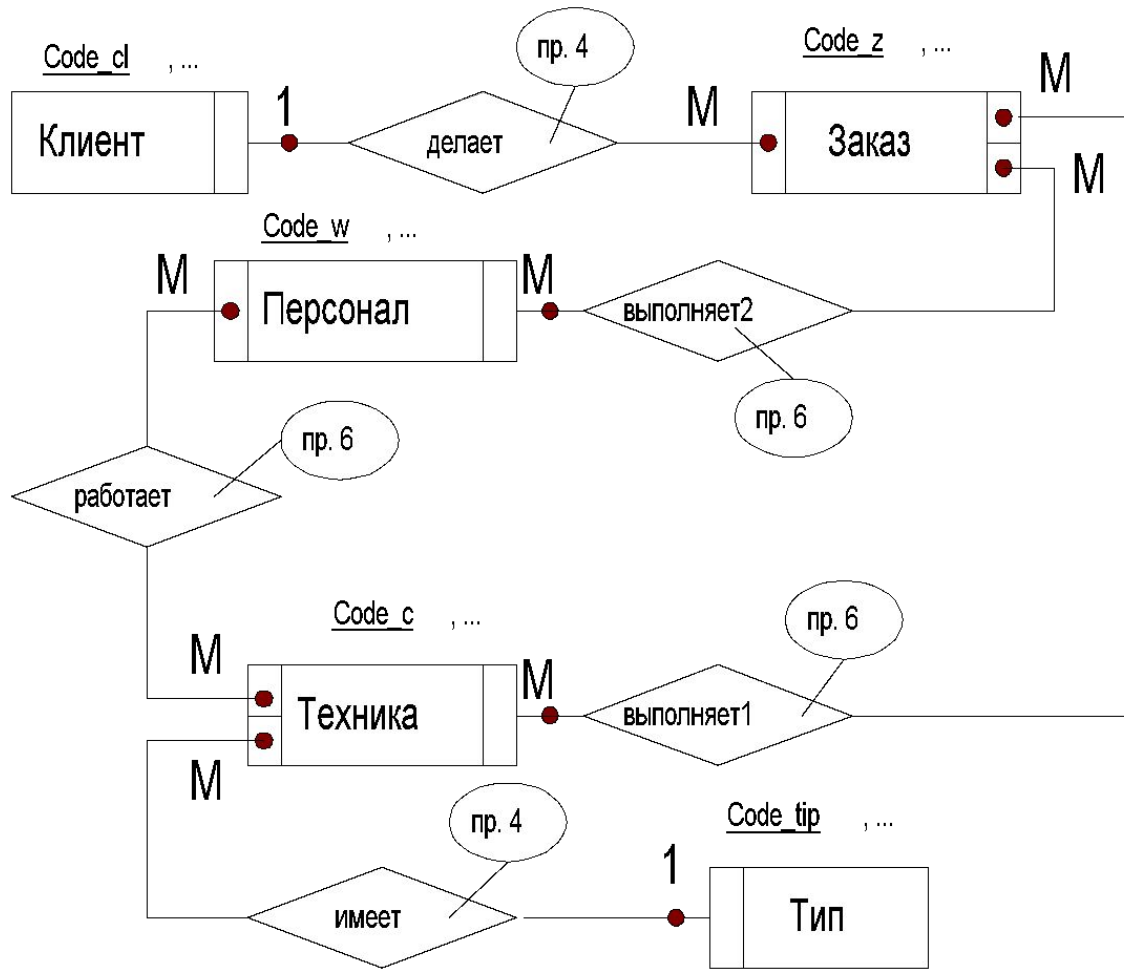 пр. 4
Code_cl , ...
Code_z , ...
1
М
М
Клиент
делает
Заказ
М
Code_w , ...
М
М
Персонал
выполняет2
пр. 6
пр. 6
работает
Code_c , ...
пр. 6
М
М
Техника
выполняет1
М
Code_tip , ...
пр. 4
1
имеет
Тип